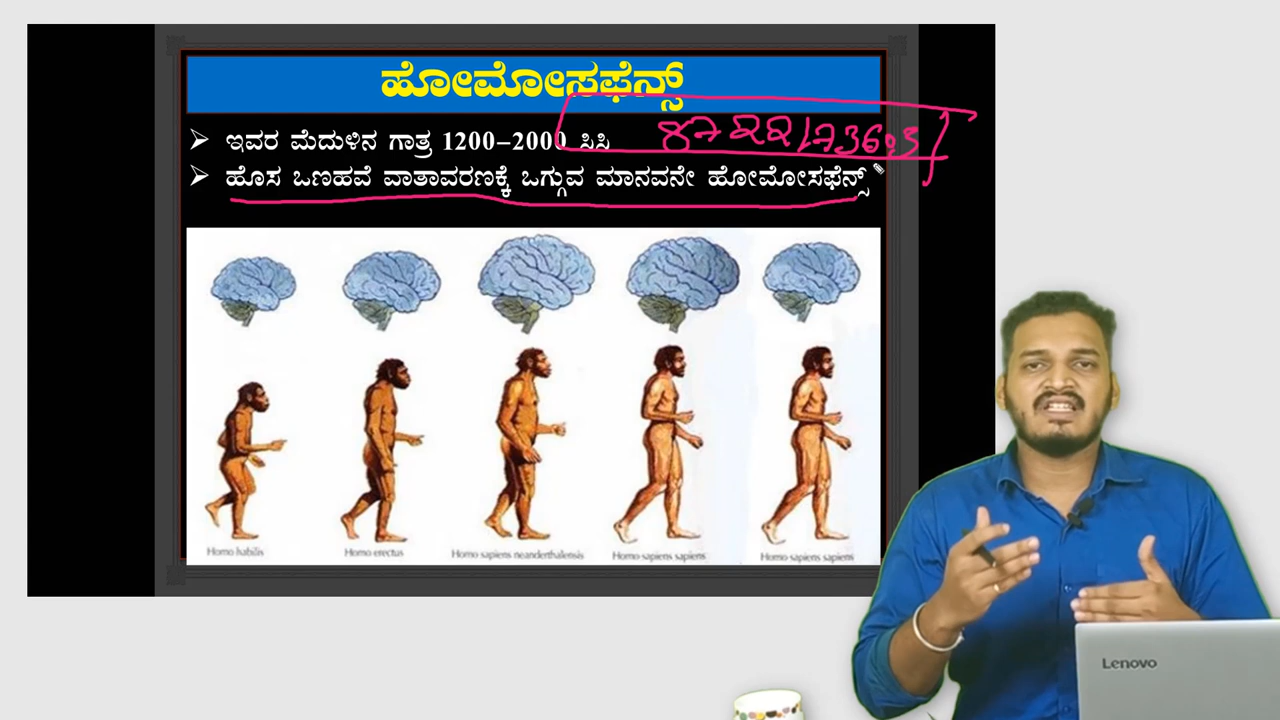 ಹೋಮೋಸಫೆನ್ಸ್
➢ ಇವರ ಮೆದುಳಿನ ಗಾತ್ರ 1200–2000 ಸಿಸಿ
➢ ಹೊಸ ಒಣಹವೆ ವಾತಾವರಣಕ್ಕೆ ಒಗ್ಗುವ ಮಾನವನೇ ಹೋಮೋಸಫೆನ್ಸ್
Homo habilis Homo erectus Homo sapiens neanderthalensis Homo sapiens sapiens Homo sapiens sapiens
Lenovo